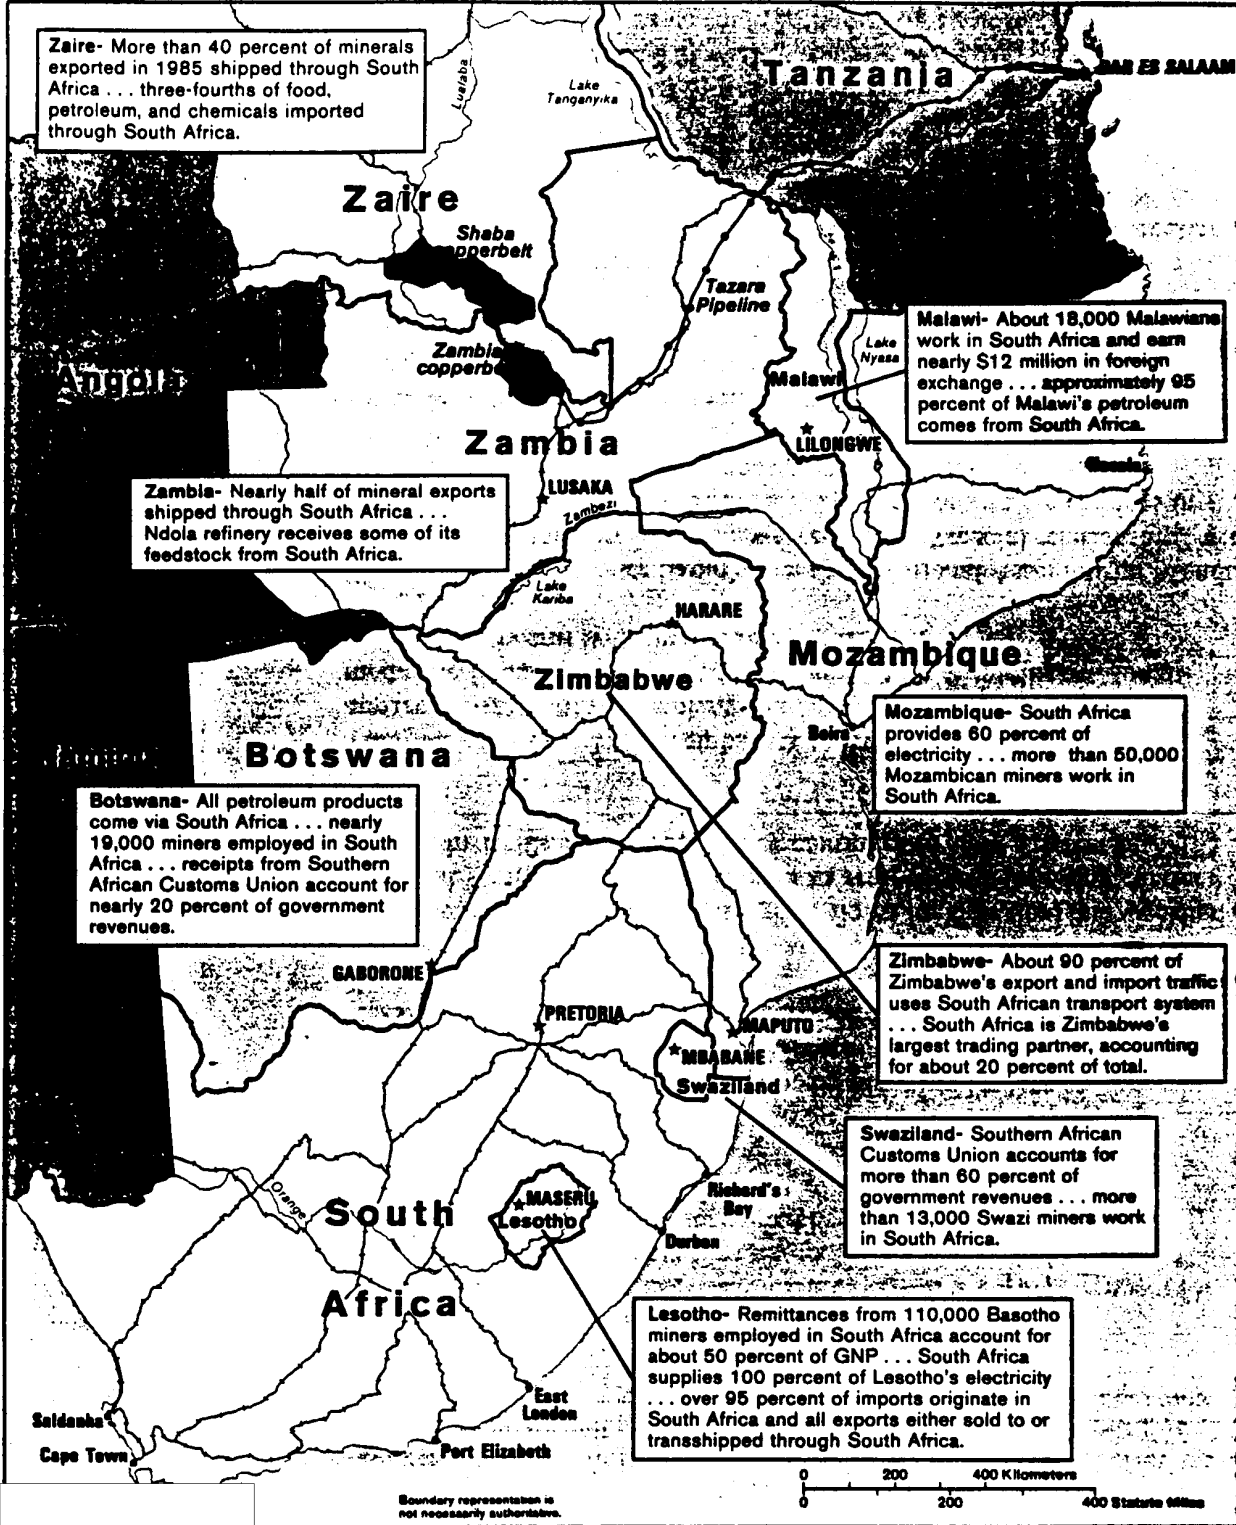 Zaire- More than 40 percent of minerals
exported in 1985 shipped through South
Africa . . . three-fourths of food,
petroleum, and chemicals imported
through South Africa.
Lualaba
Lake
Tanganyika
Tanzania
DAR ES SALAAM
Zaire
Shaba
opperbelt
Tazara
Pipeline
Malawi- About 18,000 Malawians
work in South Africa and earn
nearly $12 million in foreign
exchange . . . approximately 95
percent of Malawi's petroleum
comes from South Africa.
Lake
Nyasa
Zambia
copperbe
Angola
Malawi
LILONGWE
Zambia
Zambia- Nearly half of mineral exports
shipped through South Africa . . .
Ndola refinery receives some of its
feedstock from South Africa.
LUSAKA
Zambezi
Nacala
Lake
Kariba
HARARE
Mozambique
Zimbabwe
Mozambique- South Africa
provides 60 percent of
electricity . . . more than 50,000
Mozambican miners work in
South Africa.
Beira
Botswana
Botswana- All petroleum products
come via South Africa . . . nearly
19,000 miners employed in South
Africa . . . receipts from Southern
African Customs Union account for
nearly 20 percent of government
revenues.
GABORONE
Zimbabwe- About 90 percent of
Zimbabwe's export and import traffic
uses South African transport system
. . . South Africa is Zimbabwe's
largest trading partner, accounting
for about 20 percent of total.
PRETORIA
MAPUTO
MBABANE
Swaziland
Swaziland- Southern African
Customs Union accounts for
more than 60 percent of
government revenues . . . more
than 13,000 Swazi miners work
in South Africa.
Orange
MASERU
Lesotho
Richard's
Bay
South
Africa
Durban
Lesotho- Remittances from 110,000 Basotho
miners employed in South Africa account for
about 50 percent of GNP . . . South Africa
supplies 100 percent of Lesotho's electricity
. . . over 95 percent of imports originate in
South Africa and all exports either sold to or
transshipped through South Africa.
East
London
Saldanha
Cape Town
Port Elizabeth
0 200 400 Kilometers
0 200 400 Statute Miles
Boundary representation is
not necessarily authoritative.